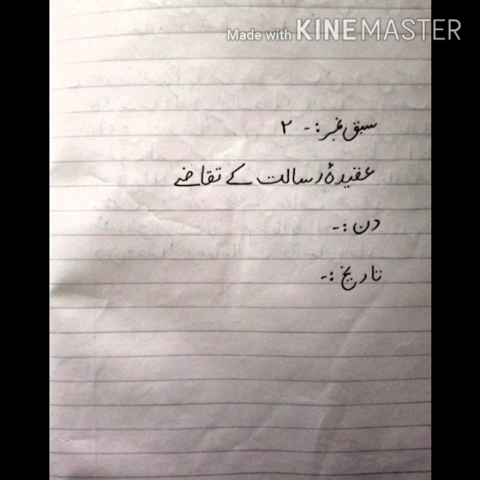 Made with KINEMASTER
سبق نمبر:- ۲
عقیدۂ رسالت کے تقاضے
دن :-
تاریخ :-